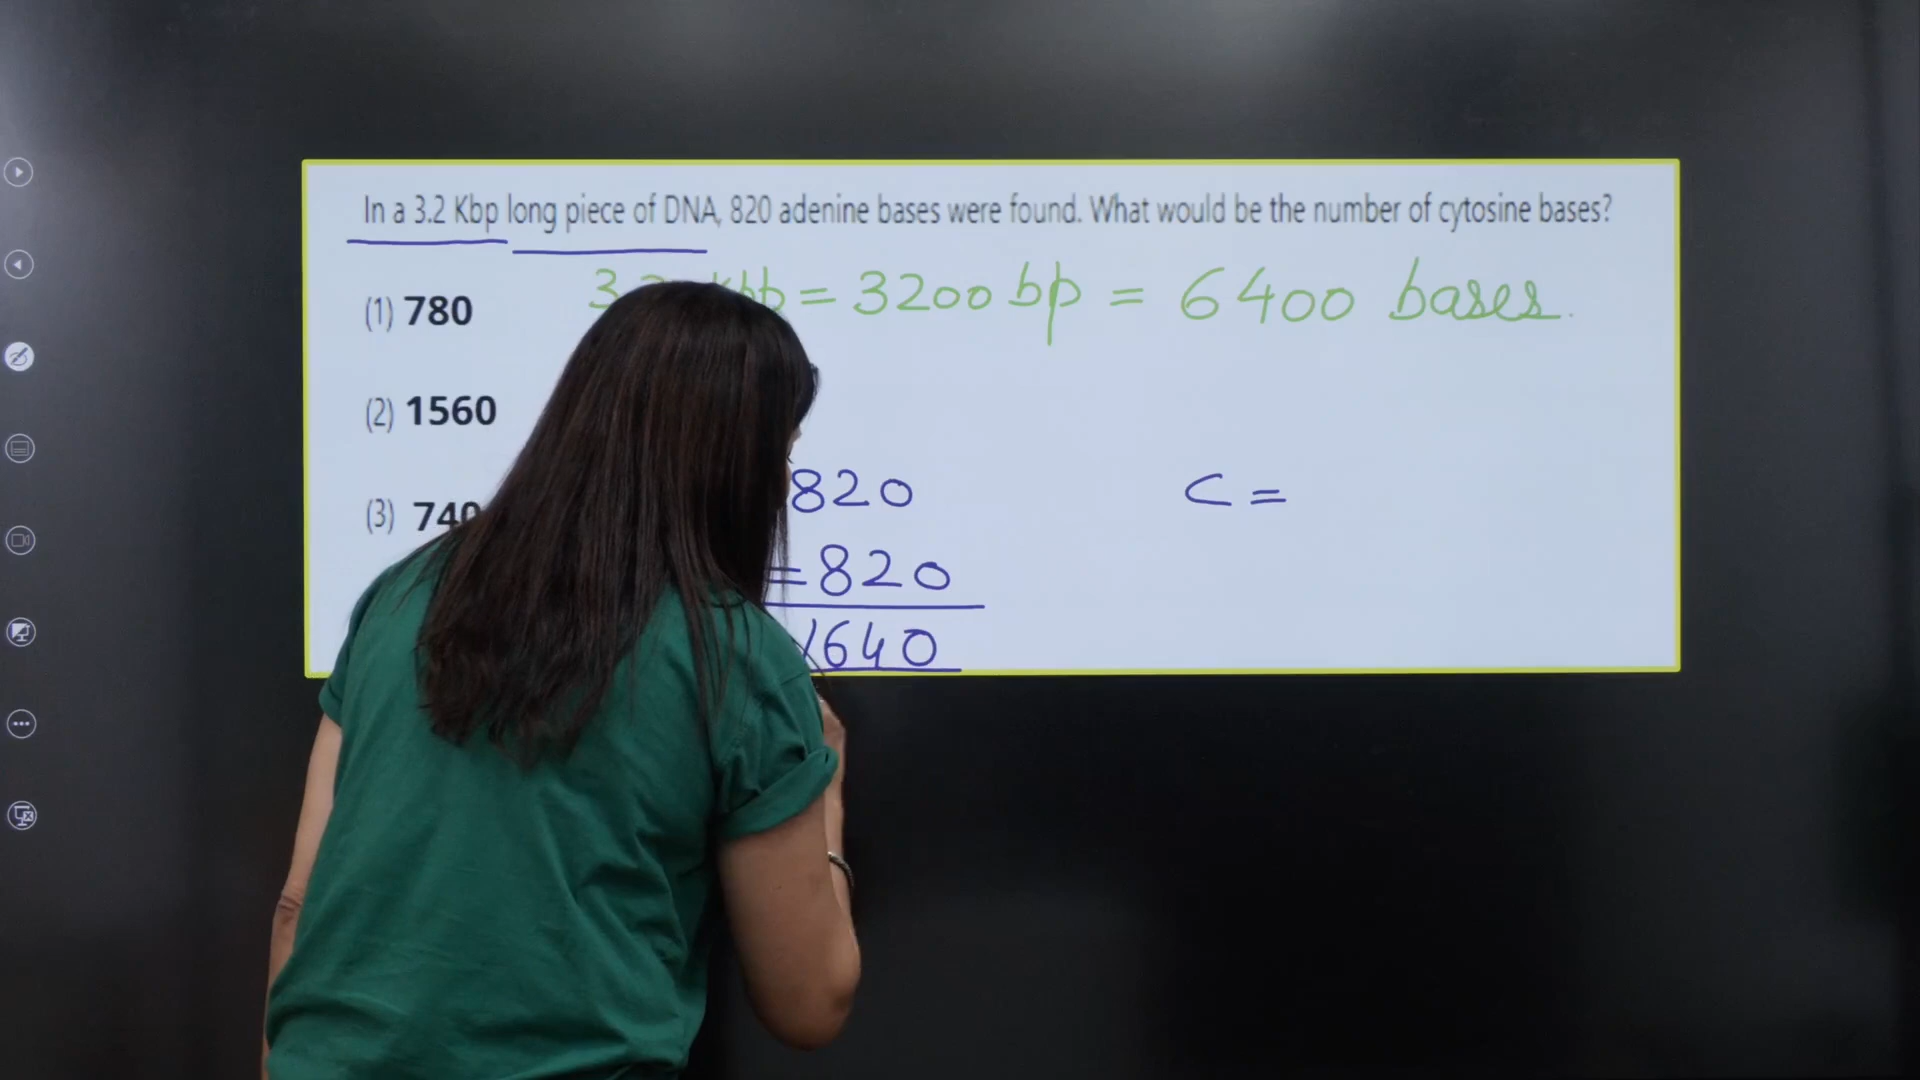 In a 3.2 Kbp long piece of DNA, 820 adenine bases were found. What would be the number of cytosine bases?
= 3200 bp = 6400 bases.
(1) 780
(2) 1560
820
C =
(3) 740
= 820
1640